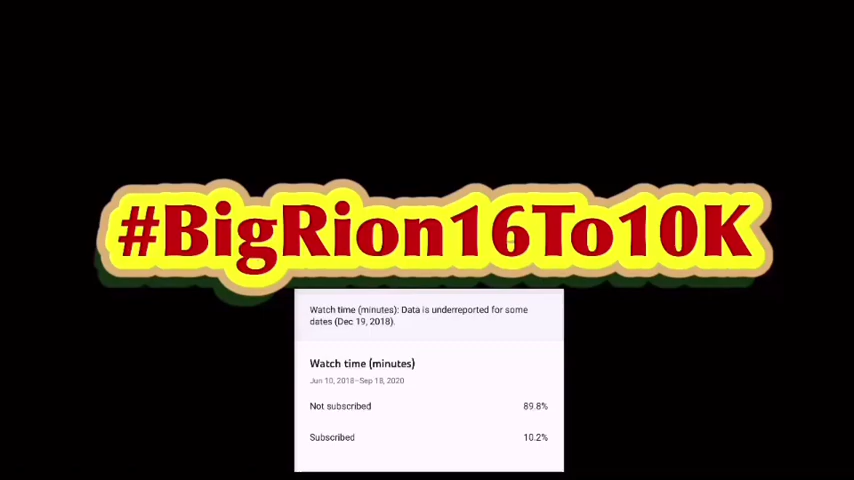 #BigRion16To10K
Watch time (minutes): Data is underreported for some
dates (Dec 19, 2018).
Watch time (minutes)
Jun 10, 2018–Sep 18, 2020
Not subscribed 89.8%
Subscribed 10.2%